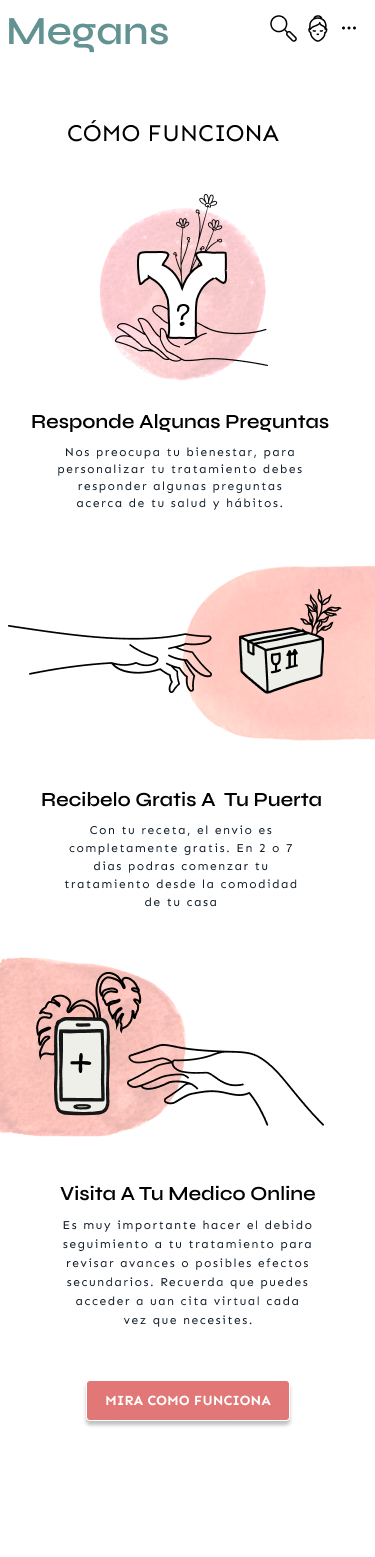 Megans
CÓMO FUNCIONA
?
Responde Algunas Preguntas
Nos preocupa tu bienestar, para
personalizar tu tratamiento debes
responder algunas preguntas
acerca de tu salud y hábitos.
Recibelo Gratis A  Tu Puerta
Con tu receta, el envio es
completamente gratis. En 2 o 7
dias podras comenzar tu
tratamiento desde la comodidad
de tu casa
Visita A Tu Medico Online
Es muy importante hacer el debido
seguimiento a tu tratamiento para
revisar avances o posibles efectos
secundarios. Recuerda que puedes
acceder a uan cita virtual cada
vez que necesites.
MIRA COMO FUNCIONA